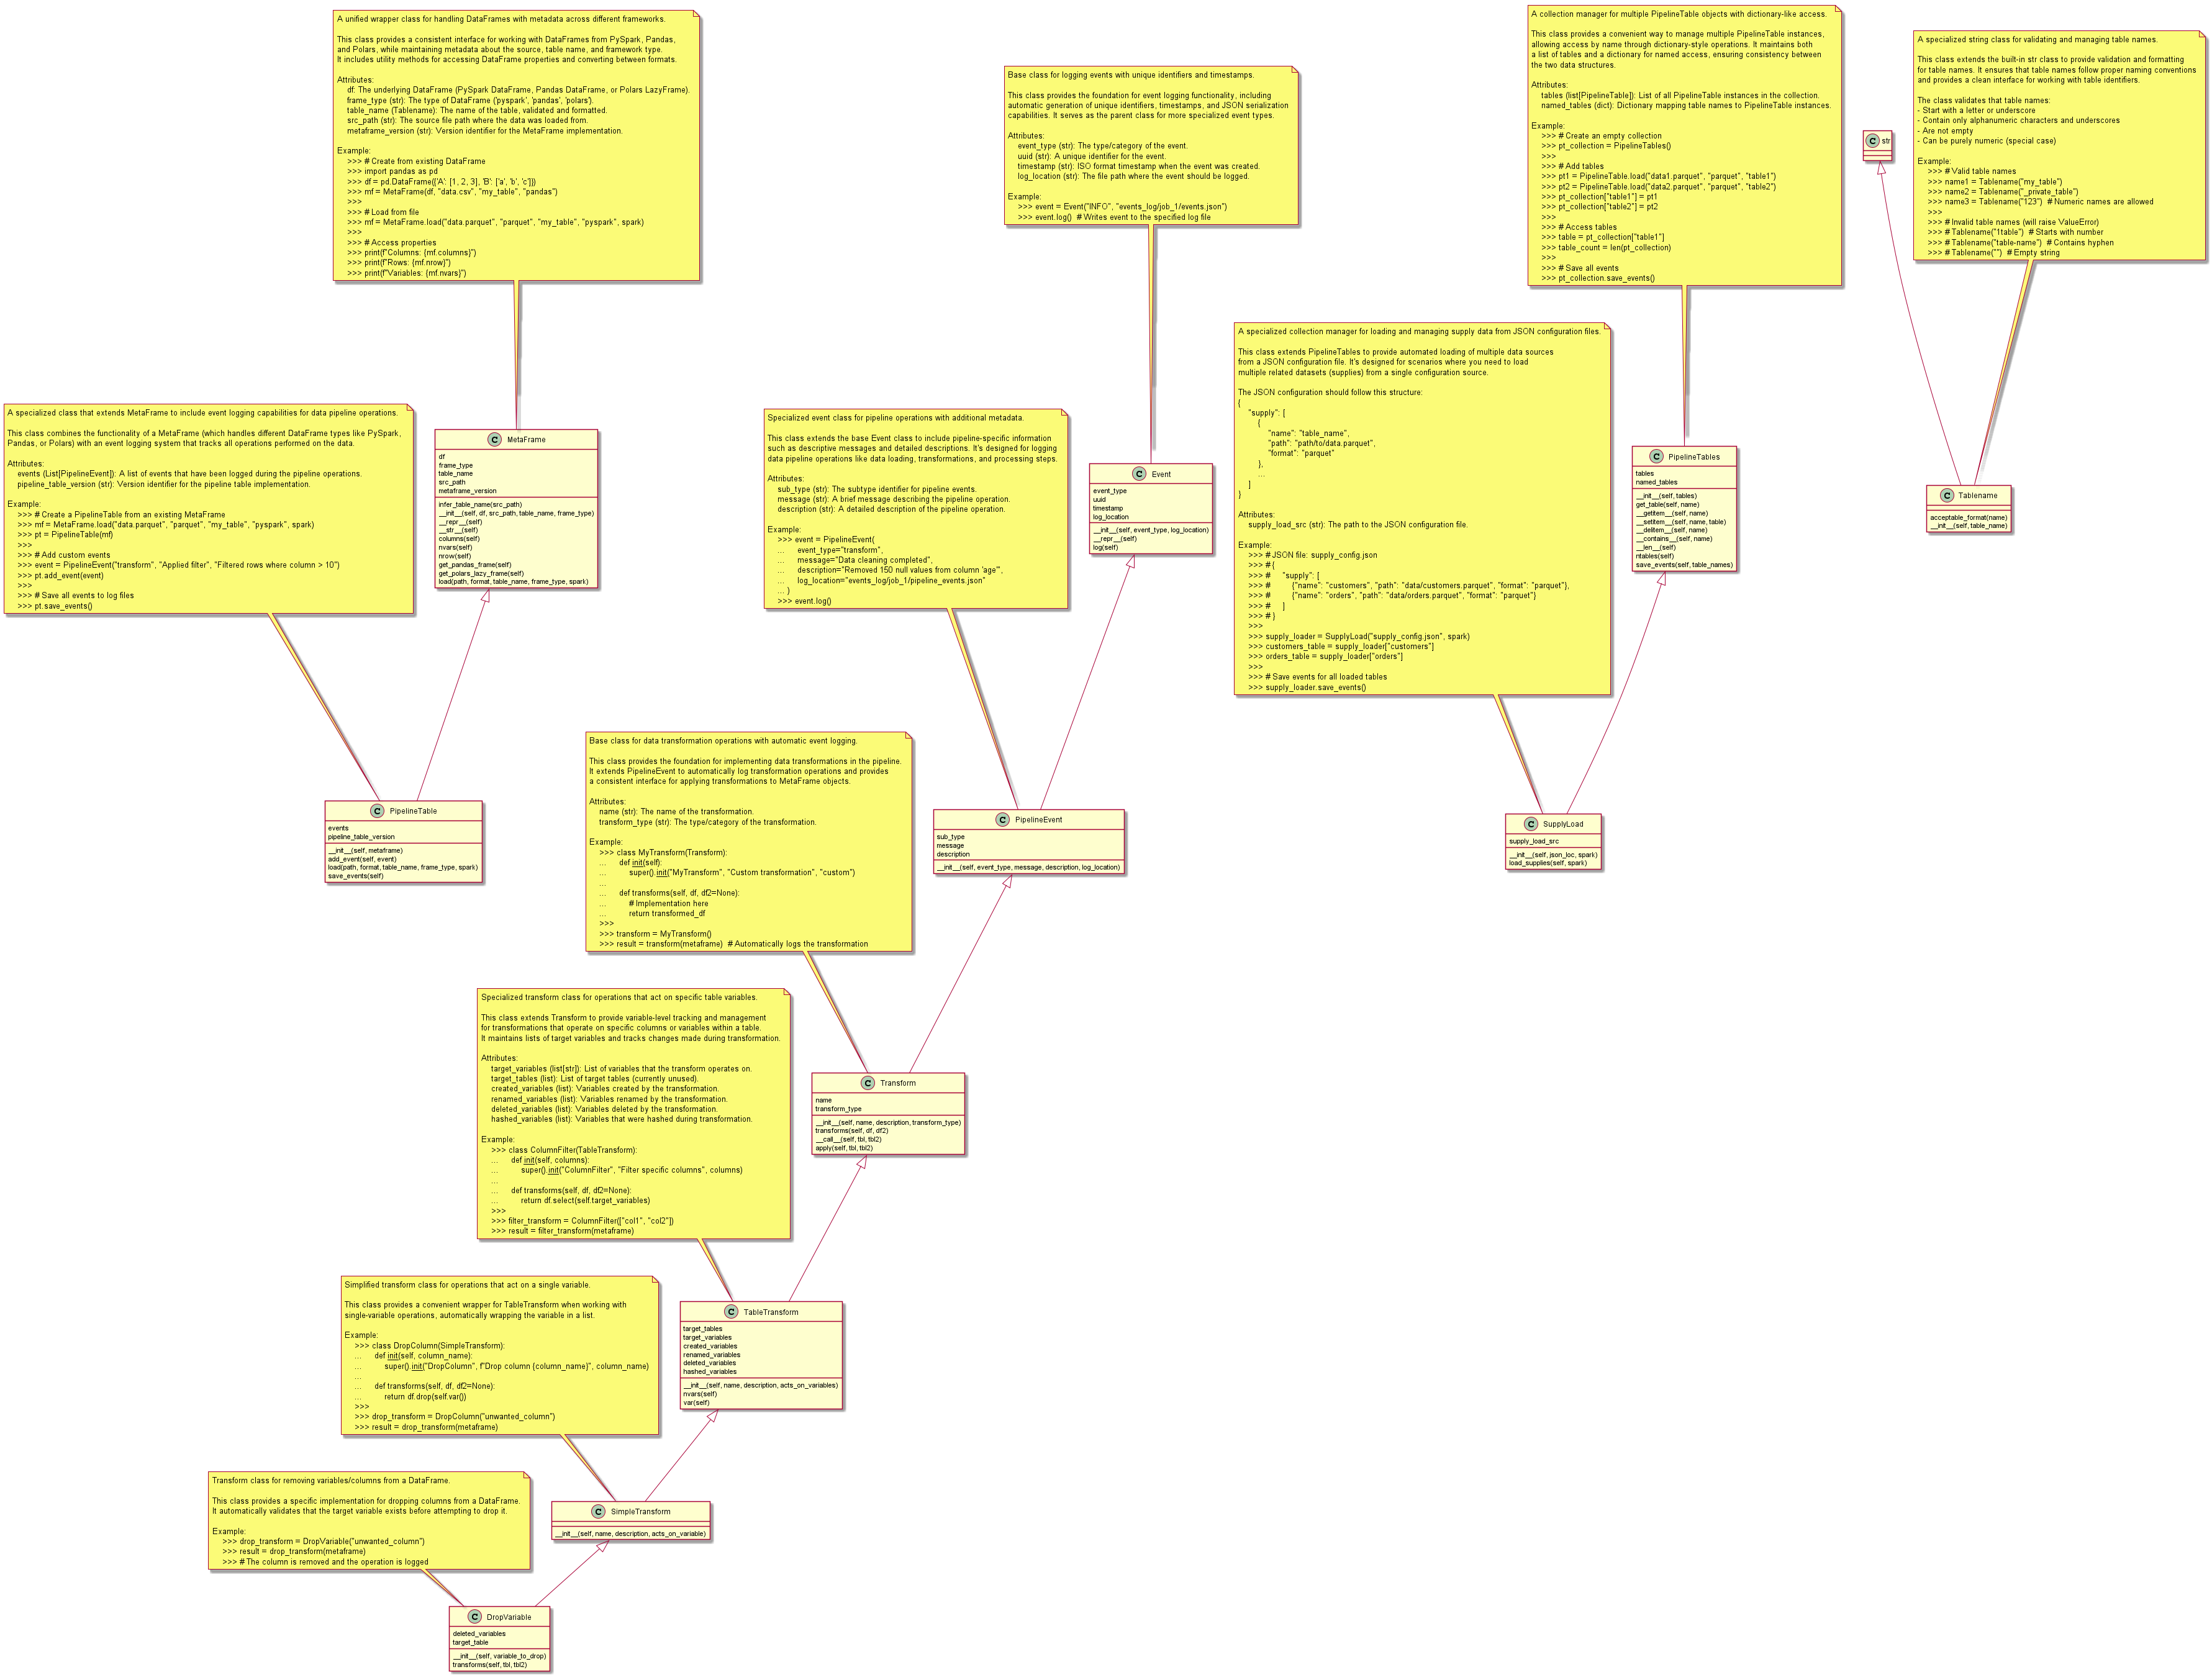 A unified wrapper class for handling DataFrames with metadata across different frameworks.
This class provides a consistent interface for working with DataFrames from PySpark, Pandas,
and Polars, while maintaining metadata about the source, table name, and framework type.
It includes utility methods for accessing DataFrame properties and converting between formats.
Attributes:
df: The underlying DataFrame (PySpark DataFrame, Pandas DataFrame, or Polars LazyFrame).
frame_type (str): The type of DataFrame ('pyspark', 'pandas', 'polars').
table_name (Tablename): The name of the table, validated and formatted.
src_path (str): The source file path where the data was loaded from.
metaframe_version (str): Version identifier for the MetaFrame implementation.
Example:
>>> # Create from existing DataFrame
>>> import pandas as pd
>>> df = pd.DataFrame({'A': [1, 2, 3], 'B': ['a', 'b', 'c']})
>>> mf = MetaFrame(df, "data.csv", "my_table", "pandas")
>>>
>>> # Load from file
>>> mf = MetaFrame.load("data.parquet", "parquet", "my_table", "pyspark", spark)
>>>
>>> # Access properties
>>> print(f"Columns: {mf.columns}")
>>> print(f"Rows: {mf.nrow}")
>>> print(f"Variables: {mf.nvars}")
Base class for logging events with unique identifiers and timestamps.
This class provides the foundation for event logging functionality, including
automatic generation of unique identifiers, timestamps, and JSON serialization
capabilities. It serves as the parent class for more specialized event types.
Attributes:
event_type (str): The type/category of the event.
uuid (str): A unique identifier for the event.
timestamp (str): ISO format timestamp when the event was created.
log_location (str): The file path where the event should be logged.
Example:
>>> event = Event("INFO", "events_log/job_1/events.json")
>>> event.log()  # Writes event to the specified log file
A collection manager for multiple PipelineTable objects with dictionary-like access.
This class provides a convenient way to manage multiple PipelineTable instances,
allowing access by name through dictionary-style operations. It maintains both
a list of tables and a dictionary for named access, ensuring consistency between
the two data structures.
Attributes:
tables (list[PipelineTable]): List of all PipelineTable instances in the collection.
named_tables (dict): Dictionary mapping table names to PipelineTable instances.
Example:
>>> # Create an empty collection
>>> pt_collection = PipelineTables()
>>>
>>> # Add tables
>>> pt1 = PipelineTable.load("data1.parquet", "parquet", "table1")
>>> pt2 = PipelineTable.load("data2.parquet", "parquet", "table2")
>>> pt_collection["table1"] = pt1
>>> pt_collection["table2"] = pt2
>>>
>>> # Access tables
>>> table = pt_collection["table1"]
>>> table_count = len(pt_collection)
>>>
>>> # Save all events
>>> pt_collection.save_events()
C str
A specialized string class for validating and managing table names.
This class extends the built-in str class to provide validation and formatting
for table names. It ensures that table names follow proper naming conventions
and provides a clean interface for working with table identifiers.
The class validates that table names:
- Start with a letter or underscore
- Contain only alphanumeric characters and underscores
- Are not empty
- Can be purely numeric (special case)
Example:
>>> # Valid table names
>>> name1 = Tablename("my_table")
>>> name2 = Tablename("_private_table")
>>> name3 = Tablename("123")  # Numeric names are allowed
>>>
>>> # Invalid table names (will raise ValueError)
>>> # Tablename("1table")  # Starts with number
>>> # Tablename("table-name")  # Contains hyphen
>>> # Tablename("")  # Empty string
A specialized class that extends MetaFrame to include event logging capabilities for data pipeline operations.
This class combines the functionality of a MetaFrame (which handles different DataFrame types like PySpark,
Pandas, or Polars) with an event logging system that tracks all operations performed on the data.
Attributes:
events (List[PipelineEvent]): A list of events that have been logged during the pipeline operations.
pipeline_table_version (str): Version identifier for the pipeline table implementation.
Example:
>>> # Create a PipelineTable from an existing MetaFrame
>>> mf = MetaFrame.load("data.parquet", "parquet", "my_table", "pyspark", spark)
>>> pt = PipelineTable(mf)
>>>
>>> # Add custom events
>>> event = PipelineEvent("transform", "Applied filter", "Filtered rows where column > 10")
>>> pt.add_event(event)
>>>
>>> # Save all events to log files
>>> pt.save_events()
C MetaFrame
df
frame_type
table_name
src_path
metaframe_version
infer_table_name(src_path)
__init__(self, df, src_path, table_name, frame_type)
__repr__(self)
__str__(self)
columns(self)
nvars(self)
nrow(self)
get_pandas_frame(self)
get_polars_lazy_frame(self)
load(path, format, table_name, frame_type, spark)
Specialized event class for pipeline operations with additional metadata.
This class extends the base Event class to include pipeline-specific information
such as descriptive messages and detailed descriptions. It's designed for logging
data pipeline operations like data loading, transformations, and processing steps.
Attributes:
sub_type (str): The subtype identifier for pipeline events.
message (str): A brief message describing the pipeline operation.
description (str): A detailed description of the pipeline operation.
Example:
>>> event = PipelineEvent(
...     event_type="transform",
...     message="Data cleaning completed",
...     description="Removed 150 null values from column 'age'",
...     log_location="events_log/job_1/pipeline_events.json"
... )
>>> event.log()
C Event
event_type
uuid
timestamp
log_location
__init__(self, event_type, log_location)
__repr__(self)
log(self)
A specialized collection manager for loading and managing supply data from JSON configuration files.
This class extends PipelineTables to provide automated loading of multiple data sources
from a JSON configuration file. It's designed for scenarios where you need to load
multiple related datasets (supplies) from a single configuration source.
The JSON configuration should follow this structure:
{
"supply": [
{
"name": "table_name",
"path": "path/to/data.parquet",
"format": "parquet"
},
...
]
}
Attributes:
supply_load_src (str): The path to the JSON configuration file.
Example:
>>> # JSON file: supply_config.json
>>> # {
>>> #     "supply": [
>>> #         {"name": "customers", "path": "data/customers.parquet", "format": "parquet"},
>>> #         {"name": "orders", "path": "data/orders.parquet", "format": "parquet"}
>>> #     ]
>>> # }
>>>
>>> supply_loader = SupplyLoad("supply_config.json", spark)
>>> customers_table = supply_loader["customers"]
>>> orders_table = supply_loader["orders"]
>>>
>>> # Save events for all loaded tables
>>> supply_loader.save_events()
C PipelineTables
tables
named_tables
__init__(self, tables)
get_table(self, name)
__getitem__(self, name)
__setitem__(self, name, table)
__delitem__(self, name)
__contains__(self, name)
__len__(self)
ntables(self)
save_events(self, table_names)
C Tablename
acceptable_format(name)
__init__(self, table_name)
C PipelineTable
events
pipeline_table_version
__init__(self, metaframe)
add_event(self, event)
load(path, format, table_name, frame_type, spark)
save_events(self)
Base class for data transformation operations with automatic event logging.
This class provides the foundation for implementing data transformations in the pipeline.
It extends PipelineEvent to automatically log transformation operations and provides
a consistent interface for applying transformations to MetaFrame objects.
Attributes:
name (str): The name of the transformation.
transform_type (str): The type/category of the transformation.
Example:
>>> class MyTransform(Transform):
...     def init(self):
...         super().init("MyTransform", "Custom transformation", "custom")
...
...     def transforms(self, df, df2=None):
...         # Implementation here
...         return transformed_df
>>>
>>> transform = MyTransform()
>>> result = transform(metaframe)  # Automatically logs the transformation
C PipelineEvent
sub_type
message
description
__init__(self, event_type, message, description, log_location)
C SupplyLoad
supply_load_src
__init__(self, json_loc, spark)
load_supplies(self, spark)
Specialized transform class for operations that act on specific table variables.
This class extends Transform to provide variable-level tracking and management
for transformations that operate on specific columns or variables within a table.
It maintains lists of target variables and tracks changes made during transformation.
Attributes:
target_variables (list[str]): List of variables that the transform operates on.
target_tables (list): List of target tables (currently unused).
created_variables (list): Variables created by the transformation.
renamed_variables (list): Variables renamed by the transformation.
deleted_variables (list): Variables deleted by the transformation.
hashed_variables (list): Variables that were hashed during transformation.
Example:
>>> class ColumnFilter(TableTransform):
...     def init(self, columns):
...         super().init("ColumnFilter", "Filter specific columns", columns)
...
...     def transforms(self, df, df2=None):
...         return df.select(self.target_variables)
>>>
>>> filter_transform = ColumnFilter(["col1", "col2"])
>>> result = filter_transform(metaframe)
C Transform
name
transform_type
__init__(self, name, description, transform_type)
transforms(self, df, df2)
__call__(self, tbl, tbl2)
apply(self, tbl, tbl2)
Simplified transform class for operations that act on a single variable.
This class provides a convenient wrapper for TableTransform when working with
single-variable operations, automatically wrapping the variable in a list.
Example:
>>> class DropColumn(SimpleTransform):
...     def init(self, column_name):
...         super().init("DropColumn", f"Drop column {column_name}", column_name)
...
...     def transforms(self, df, df2=None):
...         return df.drop(self.var())
>>>
>>> drop_transform = DropColumn("unwanted_column")
>>> result = drop_transform(metaframe)
C TableTransform
target_tables
target_variables
created_variables
renamed_variables
deleted_variables
hashed_variables
__init__(self, name, description, acts_on_variables)
nvars(self)
var(self)
Transform class for removing variables/columns from a DataFrame.
This class provides a specific implementation for dropping columns from a DataFrame.
It automatically validates that the target variable exists before attempting to drop it.
Example:
>>> drop_transform = DropVariable("unwanted_column")
>>> result = drop_transform(metaframe)
>>> # The column is removed and the operation is logged
C SimpleTransform
__init__(self, name, description, acts_on_variable)
C DropVariable
deleted_variables
target_table
__init__(self, variable_to_drop)
transforms(self, tbl, tbl2)